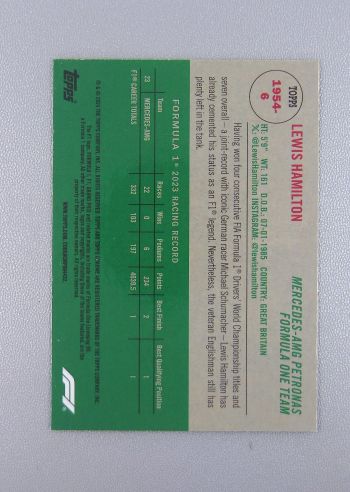 TOPPS
1954-
6
LEWIS HAMILTON
MERCEDES-AMG PETRONAS
FORMULA ONE TEAM
HT: 5'9" WT: 161 D.O.B.: 07-01-1985 COUNTRY: GREAT BRITAIN
@LewisHamilton INSTAGRAM: @lewishamilton
Having won four consecutive FIA Formula 1® Drivers' World Championship titles and
seven overall — a joint record with iconic German racer Michael Schumacher — Lewis Hamilton has
already cemented his status as an F1® legend. Nevertheless, the veteran Englishman still has
plenty left in the tank.
FORMULA 1® 2023 RACING RECORD
Team Races Wins Podiums Points Best Finish Best Qualifying Position
23 MERCEDES-AMG 22 0 6 234 2 1
F1® CAREER TOTALS 332 103 197 4639.5 1 1
topps
F1